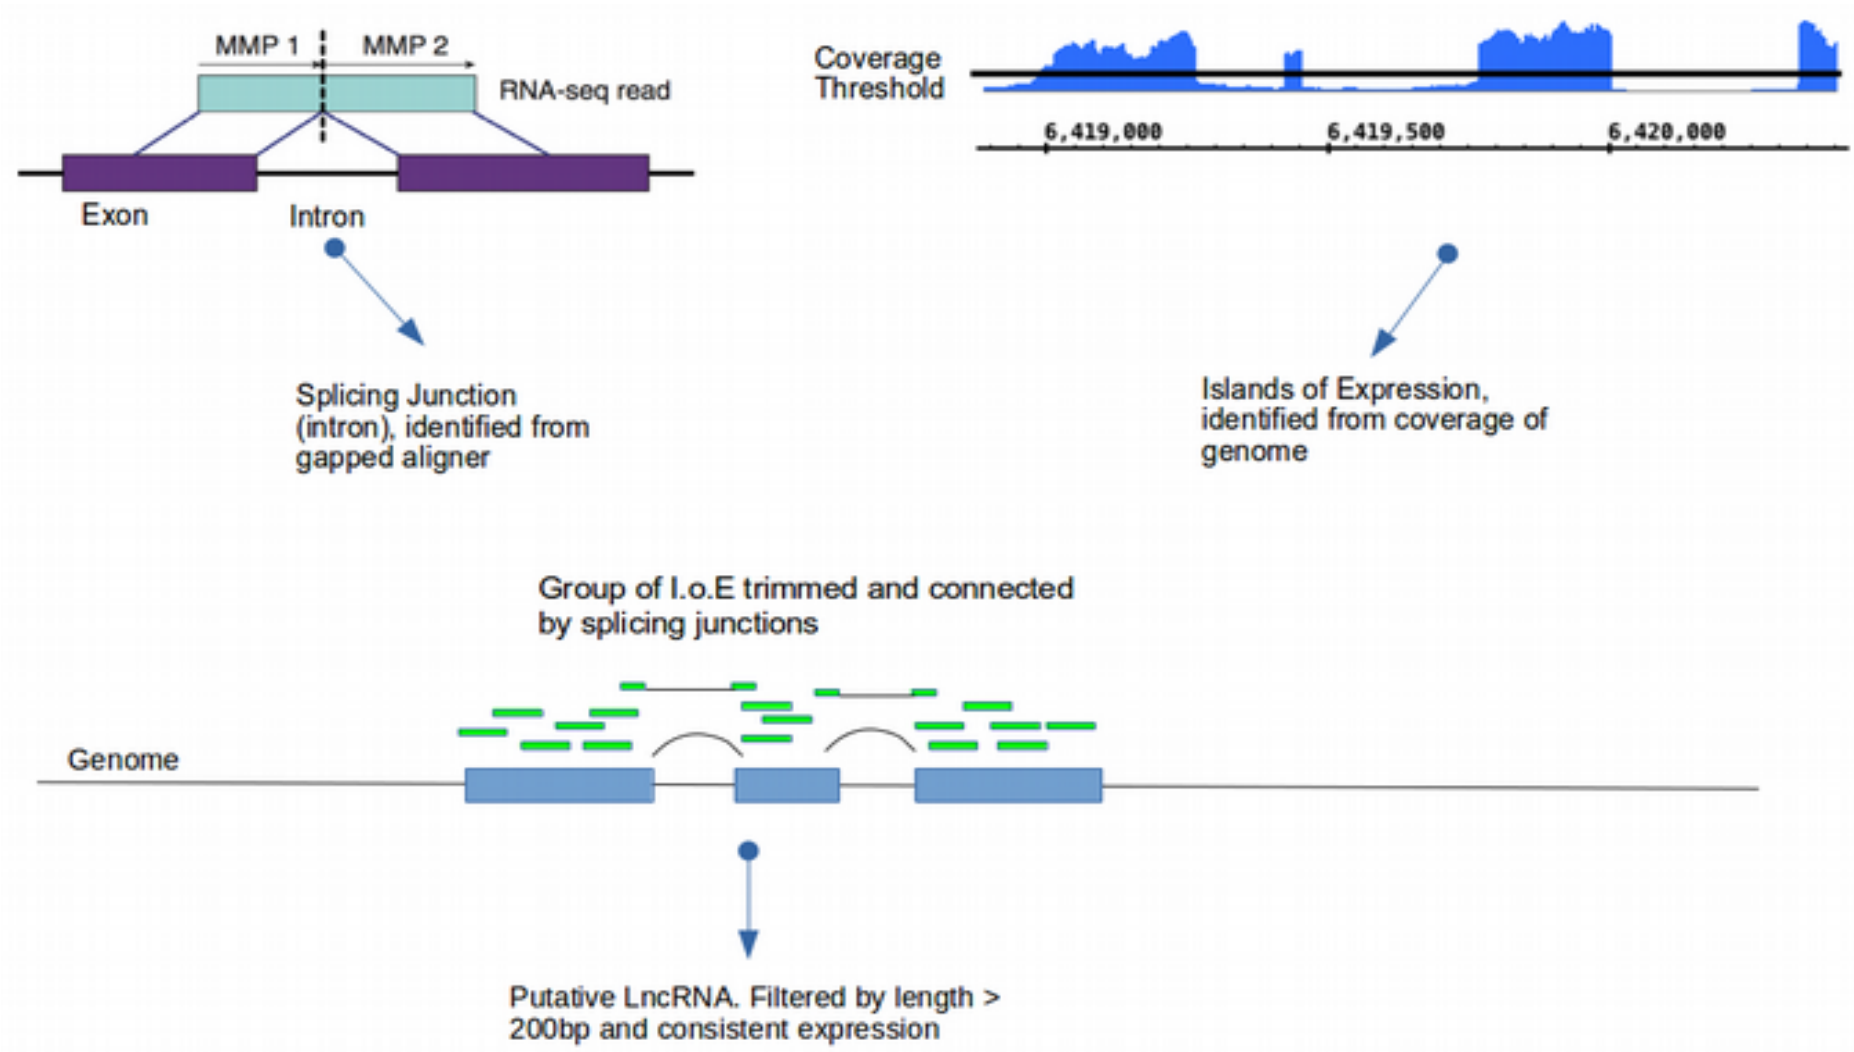 MMP 1 MMP 2
RNA-seq read
Exon Intron
Coverage
Threshold
6,419,000 6,419,500 6,420,000
Splicing Junction
(intron), identified from
gapped aligner
Islands of Expression,
identified from coverage of
genome
Group of I.o.E trimmed and connected
by splicing junctions
Genome
Putative LncRNA. Filtered by length >
200bp and consistent expression